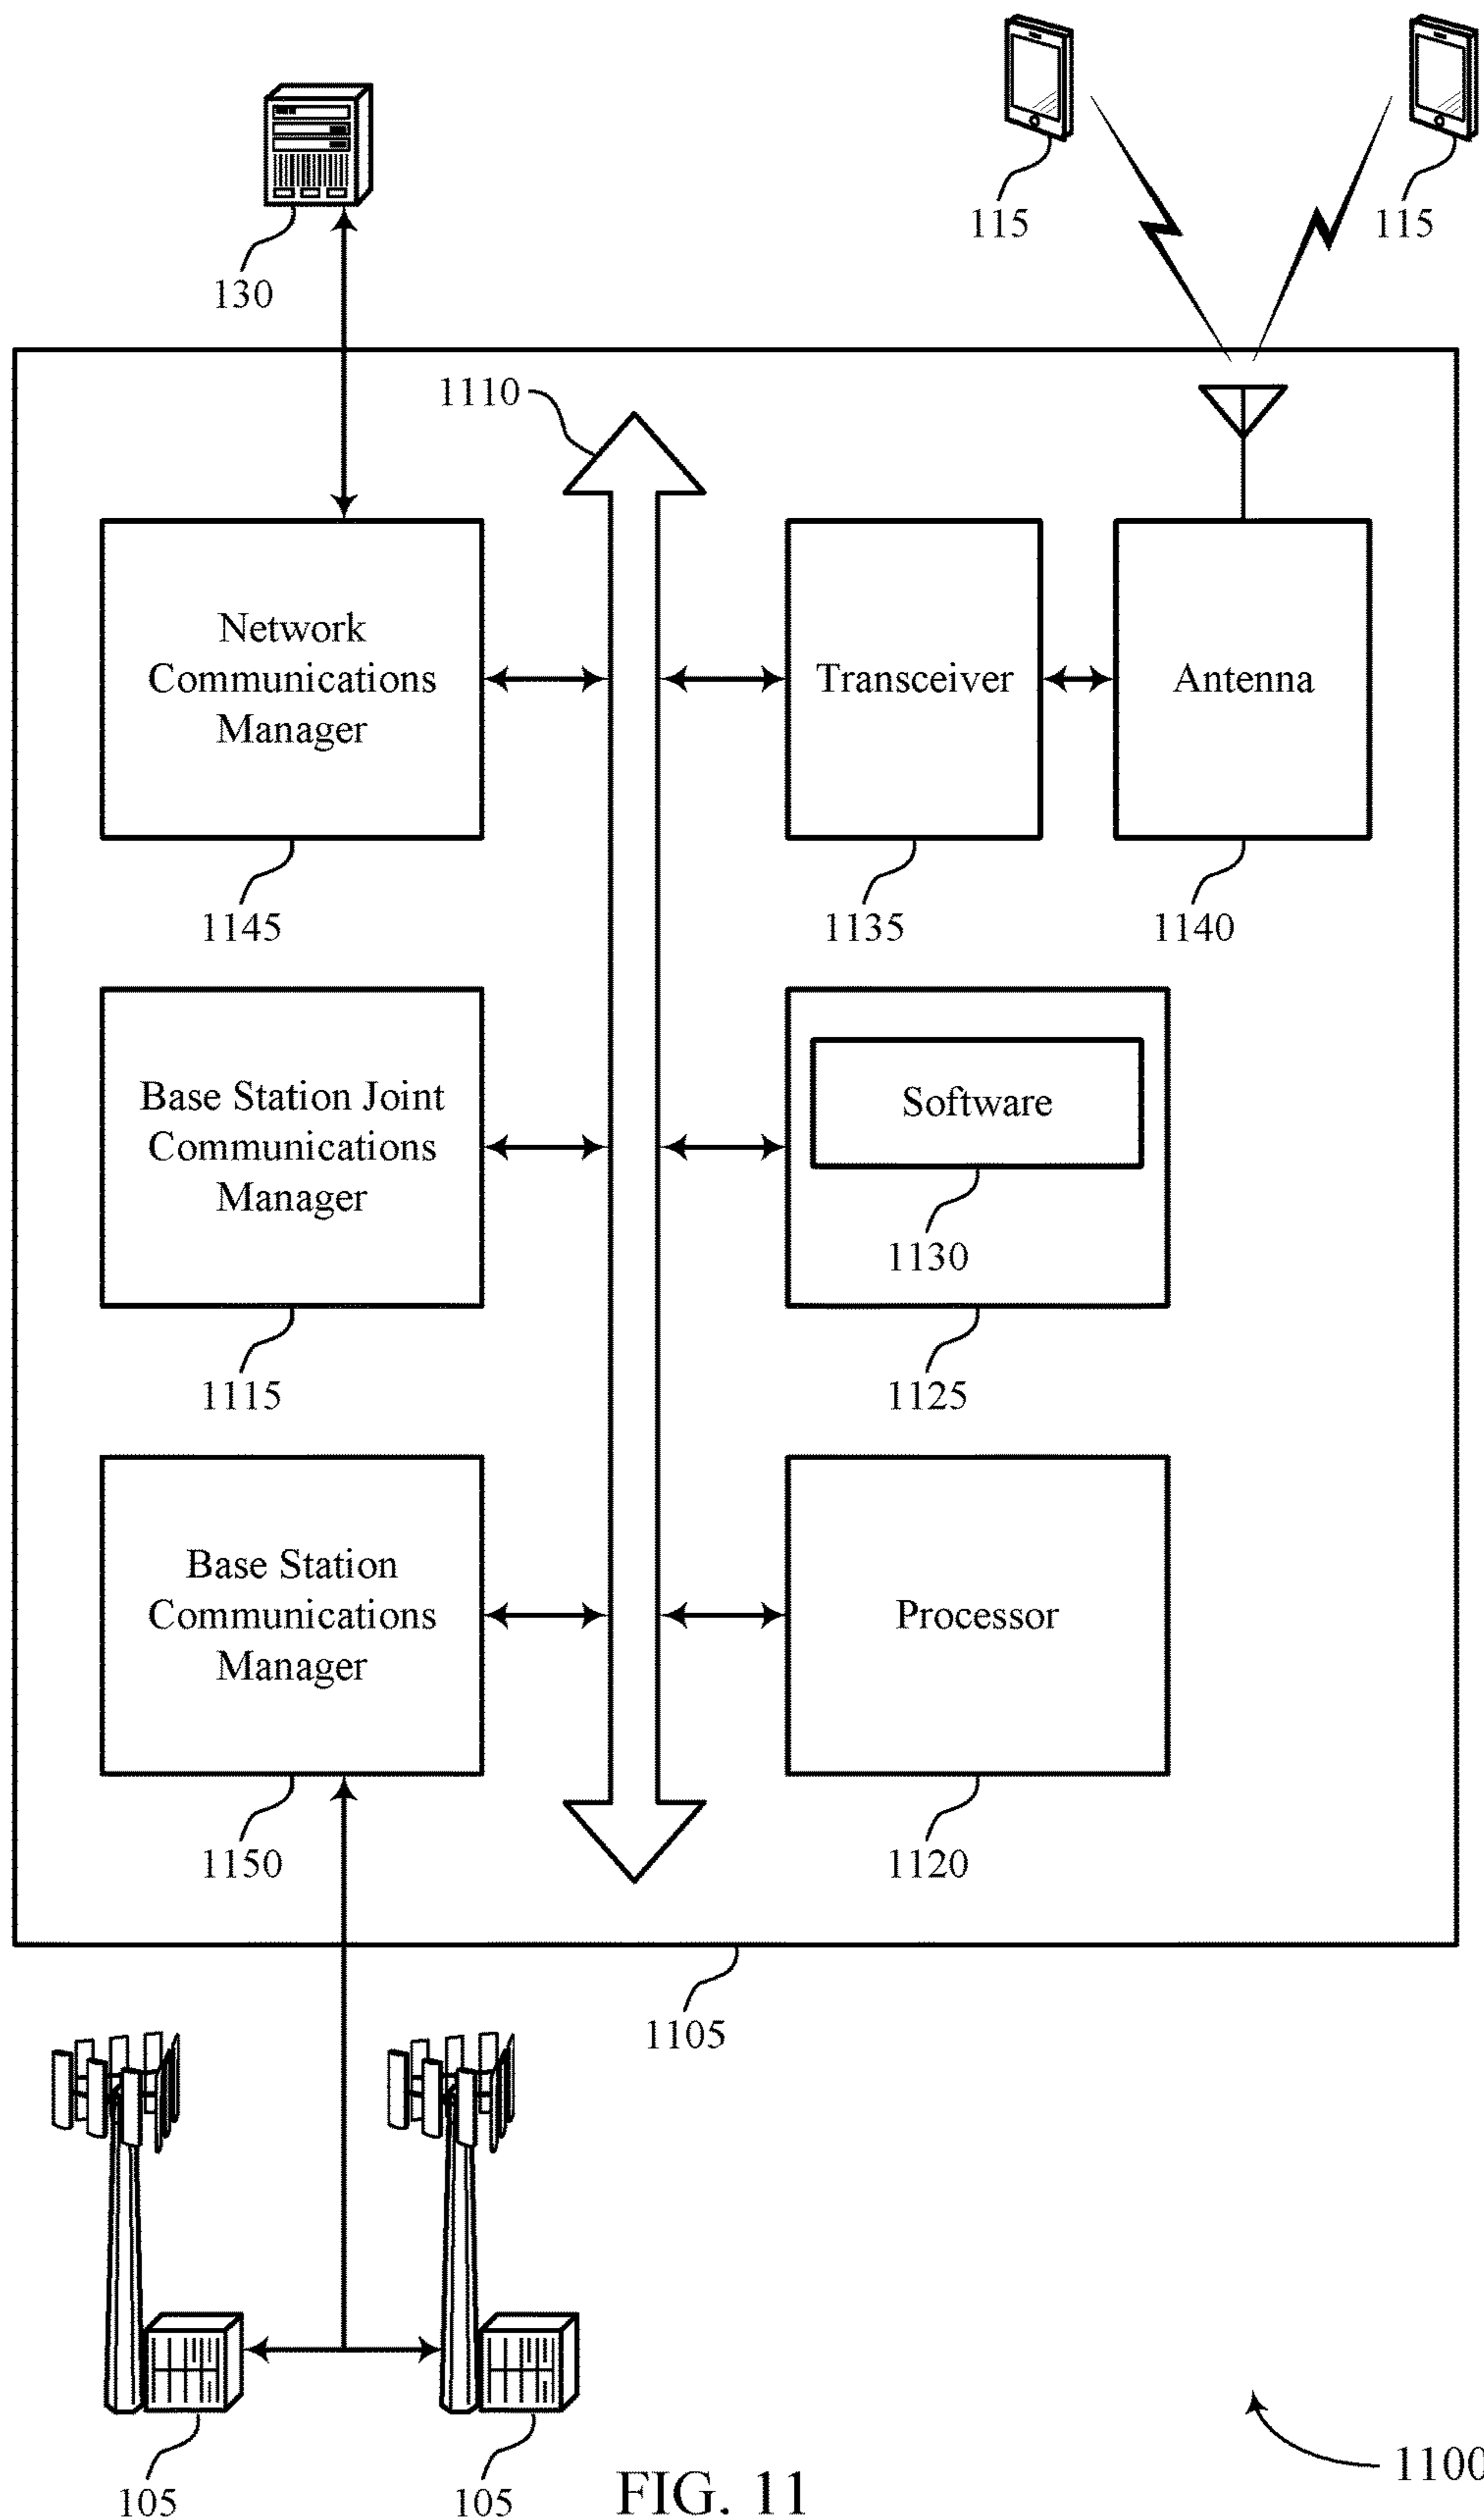 115
115
130
1110
Network
Communications
Manager
Transceiver
Antenna
1145
1135
1140
Base Station Joint
Communications
Manager
Software
1130
1115
1125
Base Station
Communications
Manager
Processor
1150
1120
1105
105
105
1100
FIG. 11